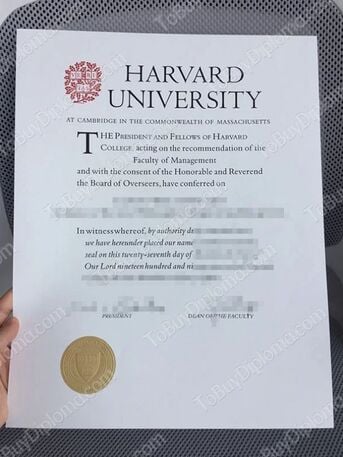 HARVARD
UNIVERSITY
AT CAMBRIDGE IN THE COMMONWEALTH OF MASSACHUSETTS
THE PRESIDENT AND FELLOWS OF HARVARD
COLLEGE, acting on the recommendation of the
Faculty of Management
and with the consent of the Honorable and Reverend
the Board of Overseers, have conferred on
In witness whereof, by authority
we have hereunder placed our name
seal on this twenty-seventh day of
Our Lord nineteen hundred and
PRESIDENT
DEAN OF THE FACULTY
ToBuyDiploma.com